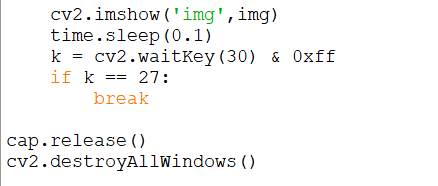 cv2.imshow('img',img)
time.sleep(0.1)
k = cv2.waitKey(30) & 0xff
if k == 27:
break
cap.release()
cv2.destroyAllWindows()